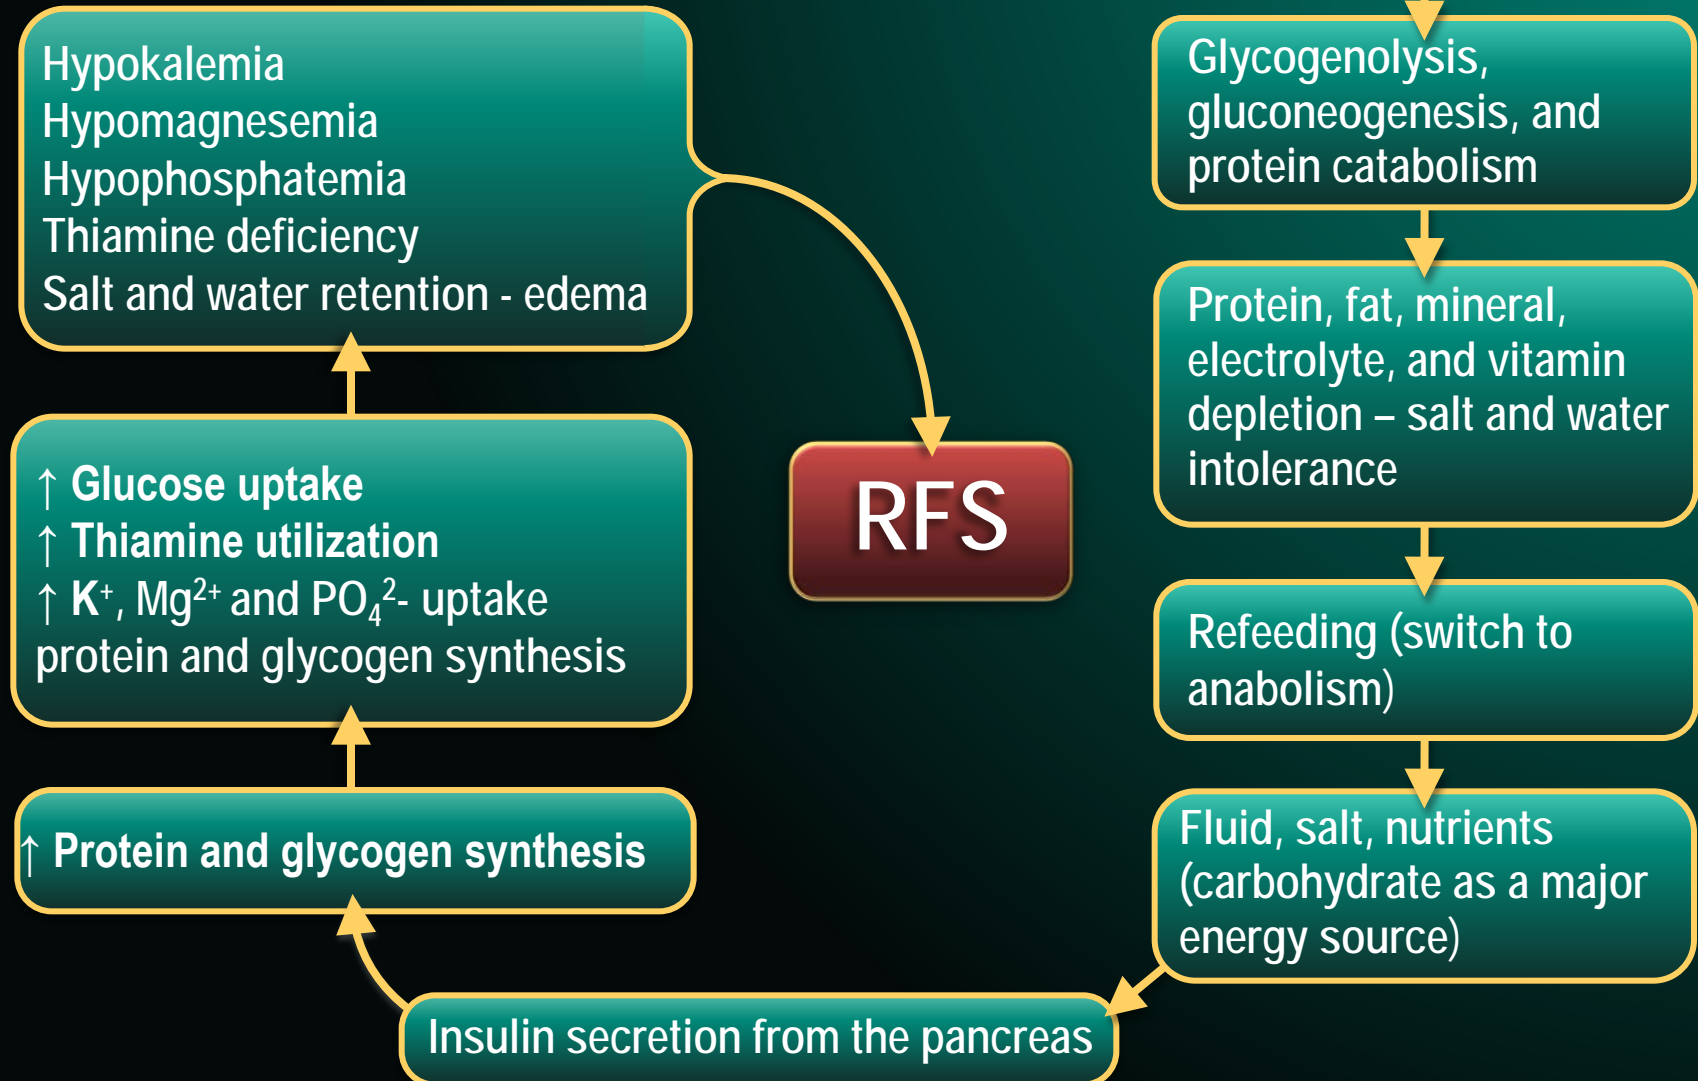 Hypokalemia
Hypomagnesemia
Hypophosphatemia
Thiamine deficiency
Salt and water retention - edema
↑ Glucose uptake
↑ Thiamine utilization
↑ K⁺, Mg²⁺ and PO₄²- uptake
protein and glycogen synthesis
↑ Protein and glycogen synthesis
Insulin secretion from the pancreas
RFS
Glycogenolysis,
gluconeogenesis, and
protein catabolism
Protein, fat, mineral,
electrolyte, and vitamin
depletion – salt and water
intolerance
Refeeding (switch to
anabolism)
Fluid, salt, nutrients
(carbohydrate as a major
energy source)